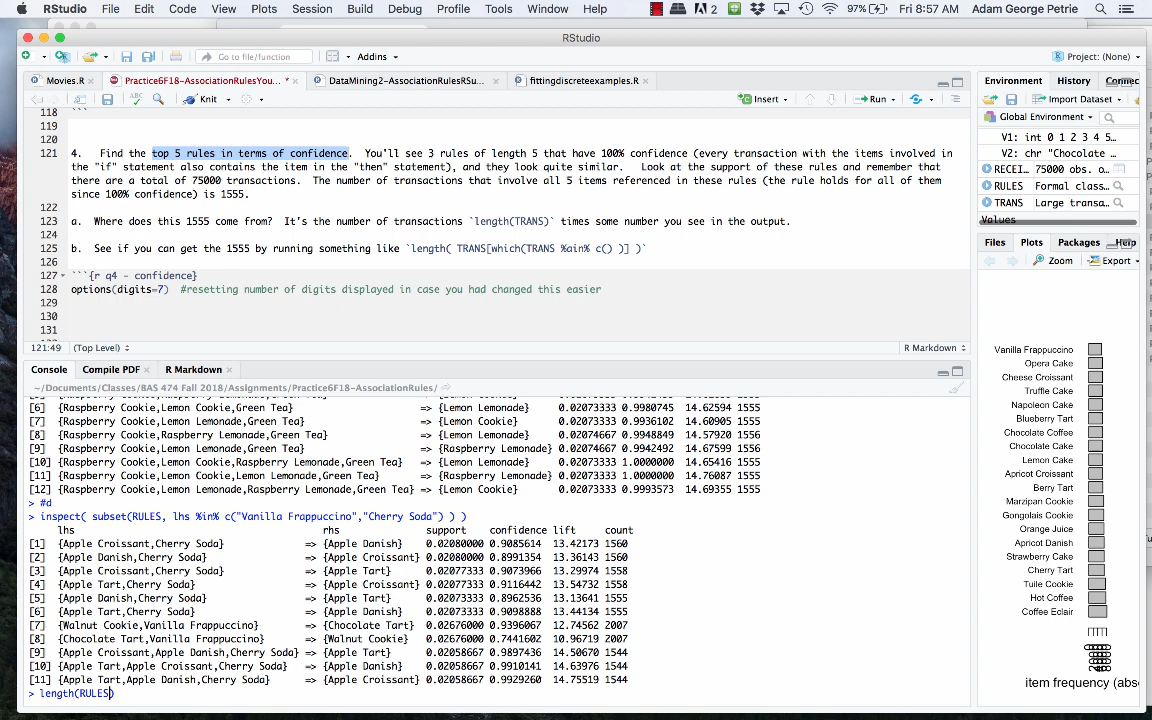 RStudio File Edit Code View Plots Session Build Debug Profile Tools Window Help 2 97% Fri 8:57 AM Adam George Petrie
RStudio
Go to file/function Addins Project: (None)
Movies.R Practice6F18-AssociationRulesYou... * DataMining2-AssociationRulesRSu... fittingdiscreteexamples.R
ABC Knit Insert Run
118 ```
119
120
121 4. Find the top 5 rules in terms of confidence. You'll see 3 rules of length 5 that have 100% confidence (every transaction with the items involved in
the "if" statement also contains the item in the "then" statement), and they look quite similar. Look at the support of these rules and remember that
there are a total of 75000 transactions. The number of transactions that involve all 5 items referenced in these rules (the rule holds for all of them
since 100% confidence) is 1555.
122
123 a. Where does this 1555 come from? It's the number of transactions `length(TRANS)` times some number you see in the output.
124
125 b. See if you can get the 1555 by running something like `length( TRANS[which(TRANS %ain% c() )] )`
126
127 ```{r q4 - confidence}
128 options(digits=7) #resetting number of digits displayed in case you had changed this easier
129
130
131
121:49 (Top Level) R Markdown
Console Compile PDF R Markdown
~/Documents/Classes/BAS 474 Fall 2018/Assignments/Practice6F18-AssociationRules/
[6] {Raspberry Cookie,Lemon Cookie,Green Tea} => {Lemon Lemonade} 0.02073333 0.9980745 14.62594 1555
[7] {Raspberry Cookie,Lemon Lemonade,Green Tea} => {Lemon Cookie} 0.02073333 0.9936102 14.60905 1555
[8] {Raspberry Cookie,Raspberry Lemonade,Green Tea} => {Lemon Lemonade} 0.02074667 0.9948849 14.57920 1556
[9] {Raspberry Cookie,Lemon Lemonade,Green Tea} => {Raspberry Lemonade} 0.02074667 0.9942492 14.67599 1556
[10] {Raspberry Cookie,Lemon Cookie,Raspberry Lemonade,Green Tea} => {Lemon Lemonade} 0.02073333 1.0000000 14.65416 1555
[11] {Raspberry Cookie,Lemon Cookie,Lemon Lemonade,Green Tea} => {Raspberry Lemonade} 0.02073333 1.0000000 14.76087 1555
[12] {Raspberry Cookie,Lemon Lemonade,Raspberry Lemonade,Green Tea} => {Lemon Cookie} 0.02073333 0.9993573 14.69355 1555
> #d
> inspect( subset(RULES, lhs %in% c("Vanilla Frappuccino","Cherry Soda") ) )
lhs rhs support confidence lift count
[1] {Apple Croissant,Cherry Soda} => {Apple Danish} 0.02080000 0.9085614 13.42173 1560
[2] {Apple Danish,Cherry Soda} => {Apple Croissant} 0.02080000 0.8991354 13.36143 1560
[3] {Apple Croissant,Cherry Soda} => {Apple Tart} 0.02077333 0.9073966 13.29974 1558
[4] {Apple Tart,Cherry Soda} => {Apple Croissant} 0.02077333 0.9116442 13.54732 1558
[5] {Apple Danish,Cherry Soda} => {Apple Tart} 0.02073333 0.8962536 13.13641 1555
[6] {Apple Tart,Cherry Soda} => {Apple Danish} 0.02073333 0.9098888 13.44134 1555
[7] {Walnut Cookie,Vanilla Frappuccino} => {Chocolate Tart} 0.02676000 0.9396067 12.74562 2007
[8] {Chocolate Tart,Vanilla Frappuccino} => {Walnut Cookie} 0.02676000 0.7441602 10.96719 2007
[9] {Apple Croissant,Apple Danish,Cherry Soda} => {Apple Tart} 0.02058667 0.9897436 14.50670 1544
[10] {Apple Tart,Apple Croissant,Cherry Soda} => {Apple Danish} 0.02058667 0.9910141 14.63976 1544
[11] {Apple Tart,Apple Danish,Cherry Soda} => {Apple Croissant} 0.02058667 0.9929260 14.75519 1544
> length(RULES)
Environment History Connec
Import Dataset
Global Environment
V1: int 0 1 2 3 4 5...
V2: chr "Chocolate ...
RECEI... 75000 obs. o...
RULES Formal class...
TRANS Large transa...
Values
Files Plots Packages Help
Zoom Export
Vanilla Frappuccino
Opera Cake
Cheese Croissant
Truffle Cake
Napoleon Cake
Blueberry Tart
Chocolate Coffee
Chocolate Cake
Lemon Cake
Apricot Croissant
Berry Tart
Marzipan Cookie
Gongolais Cookie
Orange Juice
Apricot Danish
Strawberry Cake
Cherry Tart
Tuile Cookie
Hot Coffee
Coffee Eclair
item frequency (abs